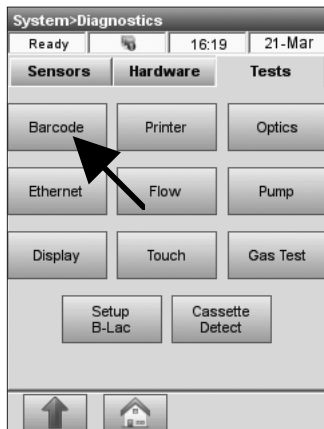 System>Diagnostics
Ready 16:19 21-Mar
Sensors Hardware Tests
Barcode Printer Optics
Ethernet Flow Pump
Display Touch Gas Test
Setup Cassette
B-Lac Detect